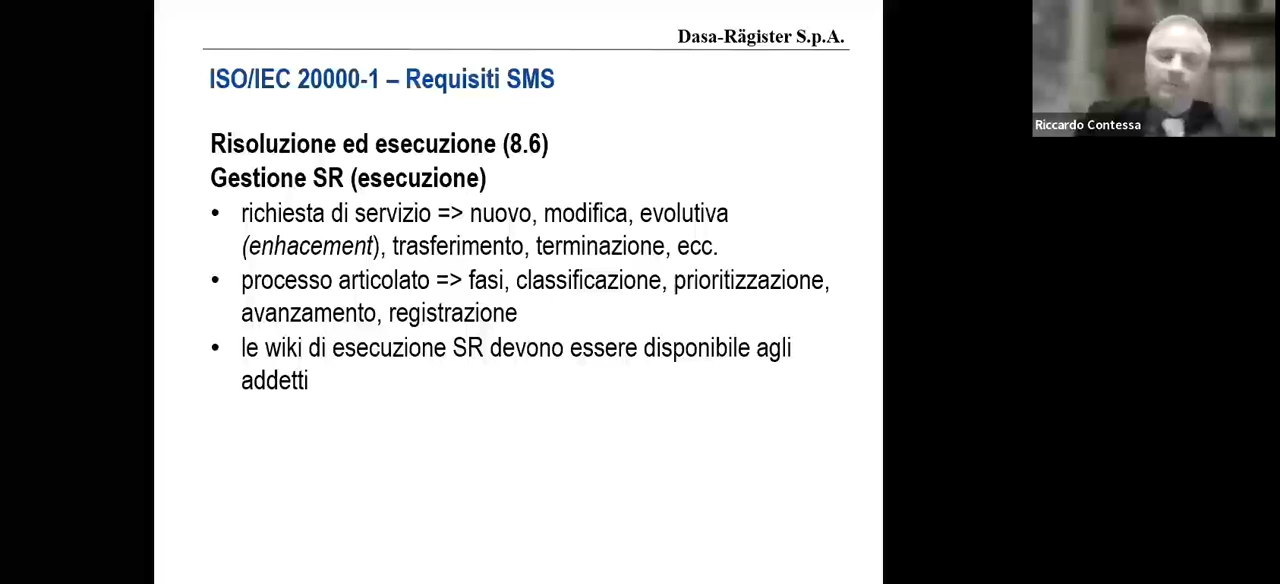 Dasa-Rägister S.p.A.
ISO/IEC 20000-1 – Requisiti SMS
Risoluzione ed esecuzione (8.6)
Gestione SR (esecuzione)
• richiesta di servizio => nuovo, modifica, evolutiva
(enhacement), trasferimento, terminazione, ecc.
• processo articolato => fasi, classificazione, prioritizzazione,
avanzamento, registrazione
• le wiki di esecuzione SR devono essere disponibile agli
addetti
Riccardo Contessa